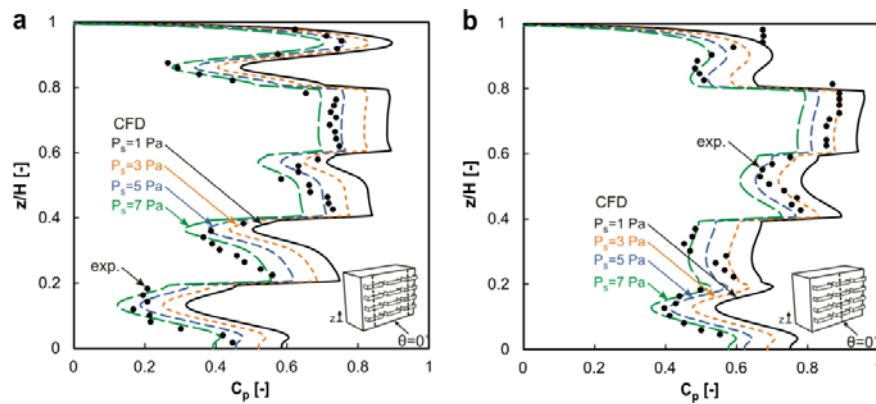 a
1
0.8
0.6
0.4
0.2
0
z/H [-]
CFD
Pₛ=1 Pa
Pₛ=3 Pa
Pₛ=5 Pa
Pₛ=7 Pa
exp.
z
θ=0°
0 0.2 0.4 0.6 0.8 1
Cₚ [-]
b
1
0.8
0.6
0.4
0.2
0
z/H [-]
exp.
CFD
Pₛ=1 Pa
Pₛ=3 Pa
Pₛ=5 Pa
Pₛ=7 Pa
z
θ=0°
0 0.2 0.4 0.6 0.8 1
Cₚ [-]